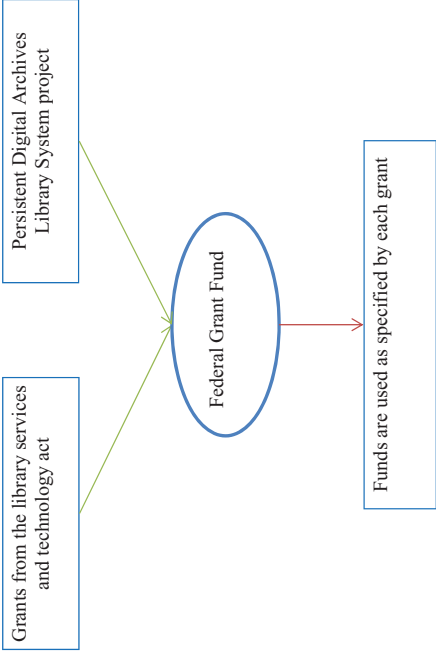 Grants from the library services
and technology act
Persistent Digital Archives
Library System project
Federal Grant Fund
Funds are used as specified by each grant